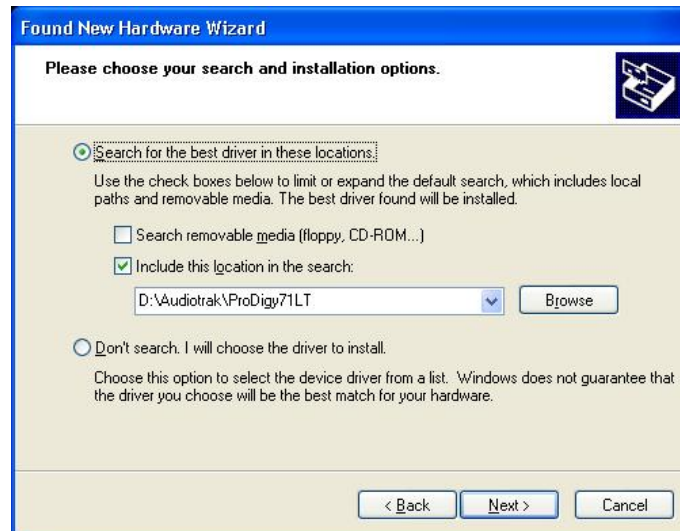 Found New Hardware Wizard
Please choose your search and installation options.
Search for the best driver in these locations.
Use the check boxes below to limit or expand the default search, which includes local
paths and removable media. The best driver found will be installed.
Search removable media (floppy, CD-ROM...)
Include this location in the search:
D:\Audiotrak\ProDigy71LT
Browse
Don't search. I will choose the driver to install.
Choose this option to select the device driver from a list. Windows does not guarantee that
the driver you choose will be the best match for your hardware.
< Back
Next >
Cancel